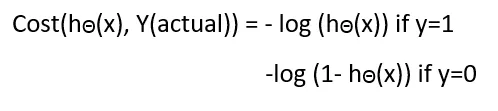 Cost(hΘ(x), Y(actual)) = - log (hΘ(x)) if y=1
-log (1- hΘ(x)) if y=0